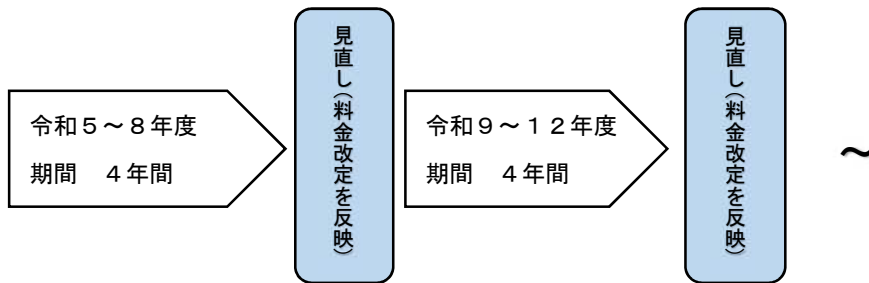 令和５～８年度
期間　４年間
見直し（料金改定を反映）
令和９～１２年度
期間　４年間
見直し（料金改定を反映）
～